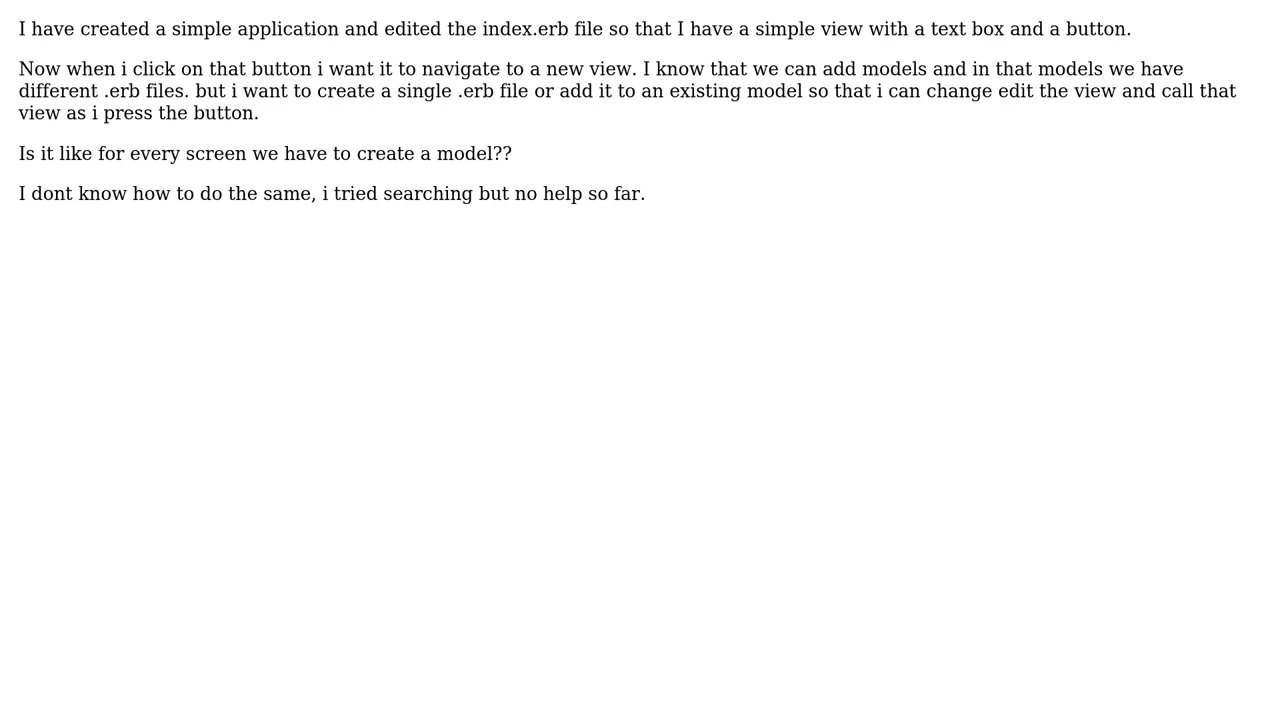 I have created a simple application and edited the index.erb file so that I have a simple view with a text box and a button.
Now when i click on that button i want it to navigate to a new view. I know that we can add models and in that models we have
different .erb files. but i want to create a single .erb file or add it to an existing model so that i can change edit the view and call that
view as i press the button.
Is it like for every screen we have to create a model??
I dont know how to do the same, i tried searching but no help so far.